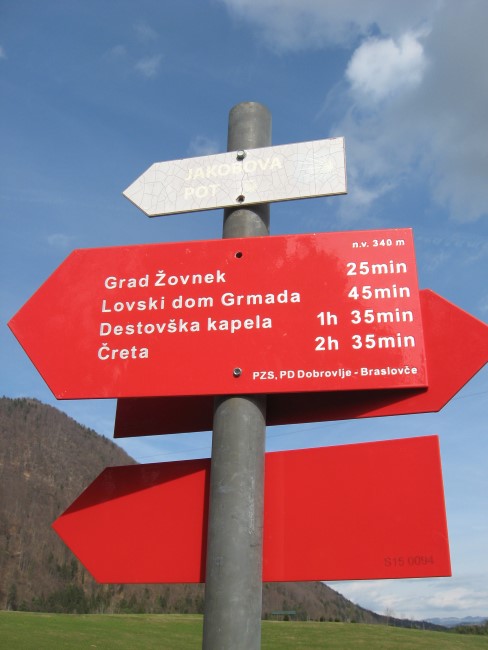 JAKOBOVA
POT
n.v. 340 m
Grad Žovnek 25min
Lovski dom Grmada 45min
Destovška kapela 1h 35min
Čreta 2h 35min
PZS, PD Dobrovlje - Braslovče
S15 6094